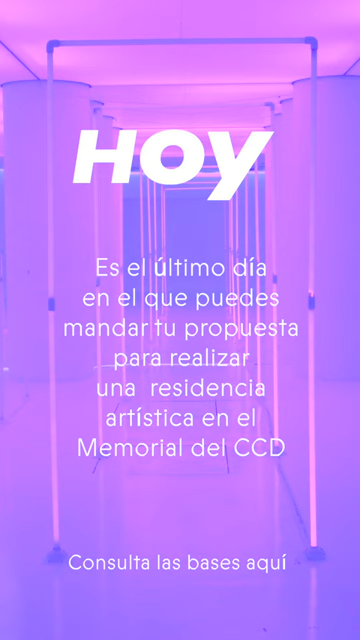 HOY
Es el último día
en el que puedes
mandar tu propuesta
para realizar
una residencia
artística en el
Memorial del CCD
Consulta las bases aquí